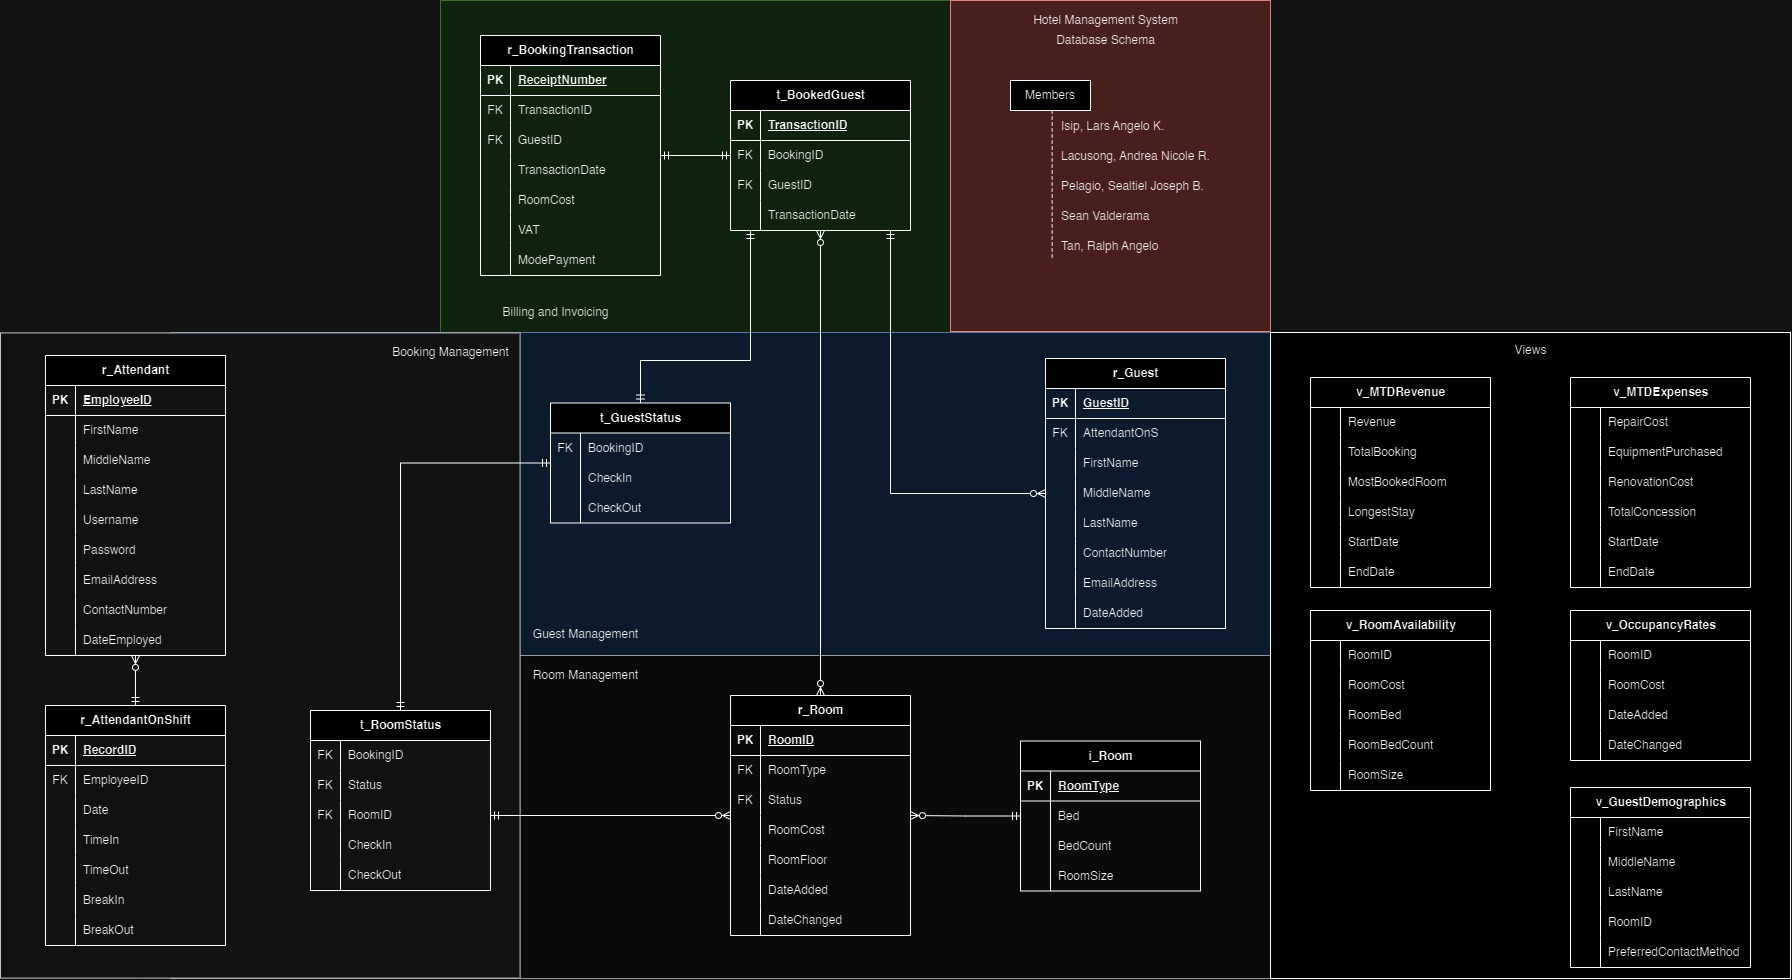 r_BookingTransaction
PK ReceiptNumber
FK TransactionID
FK GuestID
TransactionDate
RoomCost
VAT
ModePayment
t_BookedGuest
PK TransactionID
FK BookingID
FK GuestID
TransactionDate
Billing and Invoicing
Hotel Management System
Database Schema
Members
Isip, Lars Angelo K.
Lacusong, Andrea Nicole R.
Pelagio, Sealtiel Joseph B.
Sean Valderama
Tan, Ralph Angelo
Booking Management
r_Attendant
PK EmployeeID
FirstName
MiddleName
LastName
Username
Password
EmailAddress
ContactNumber
DateEmployed
r_AttendantOnShift
PK RecordID
FK EmployeeID
Date
TimeIn
TimeOut
BreakIn
BreakOut
t_RoomStatus
FK BookingID
FK Status
FK RoomID
CheckIn
CheckOut
t_GuestStatus
FK BookingID
CheckIn
CheckOut
r_Guest
PK GuestID
FK AttendantOnS
FirstName
MiddleName
LastName
ContactNumber
EmailAddress
DateAdded
Guest Management
Room Management
r_Room
PK RoomID
FK RoomType
FK Status
RoomCost
RoomFloor
DateAdded
DateChanged
i_Room
PK RoomType
Bed
BedCount
RoomSize
Views
v_MTDRevenue
Revenue
TotalBooking
MostBookedRoom
LongestStay
StartDate
EndDate
v_MTDExpenses
RepairCost
EquipmentPurchased
RenovationCost
TotalConcession
StartDate
EndDate
v_RoomAvailability
RoomID
RoomCost
RoomBed
RoomBedCount
RoomSize
v_OccupancyRates
RoomID
RoomCost
DateAdded
DateChanged
v_GuestDemographics
FirstName
MiddleName
LastName
RoomID
PreferredContactMethod